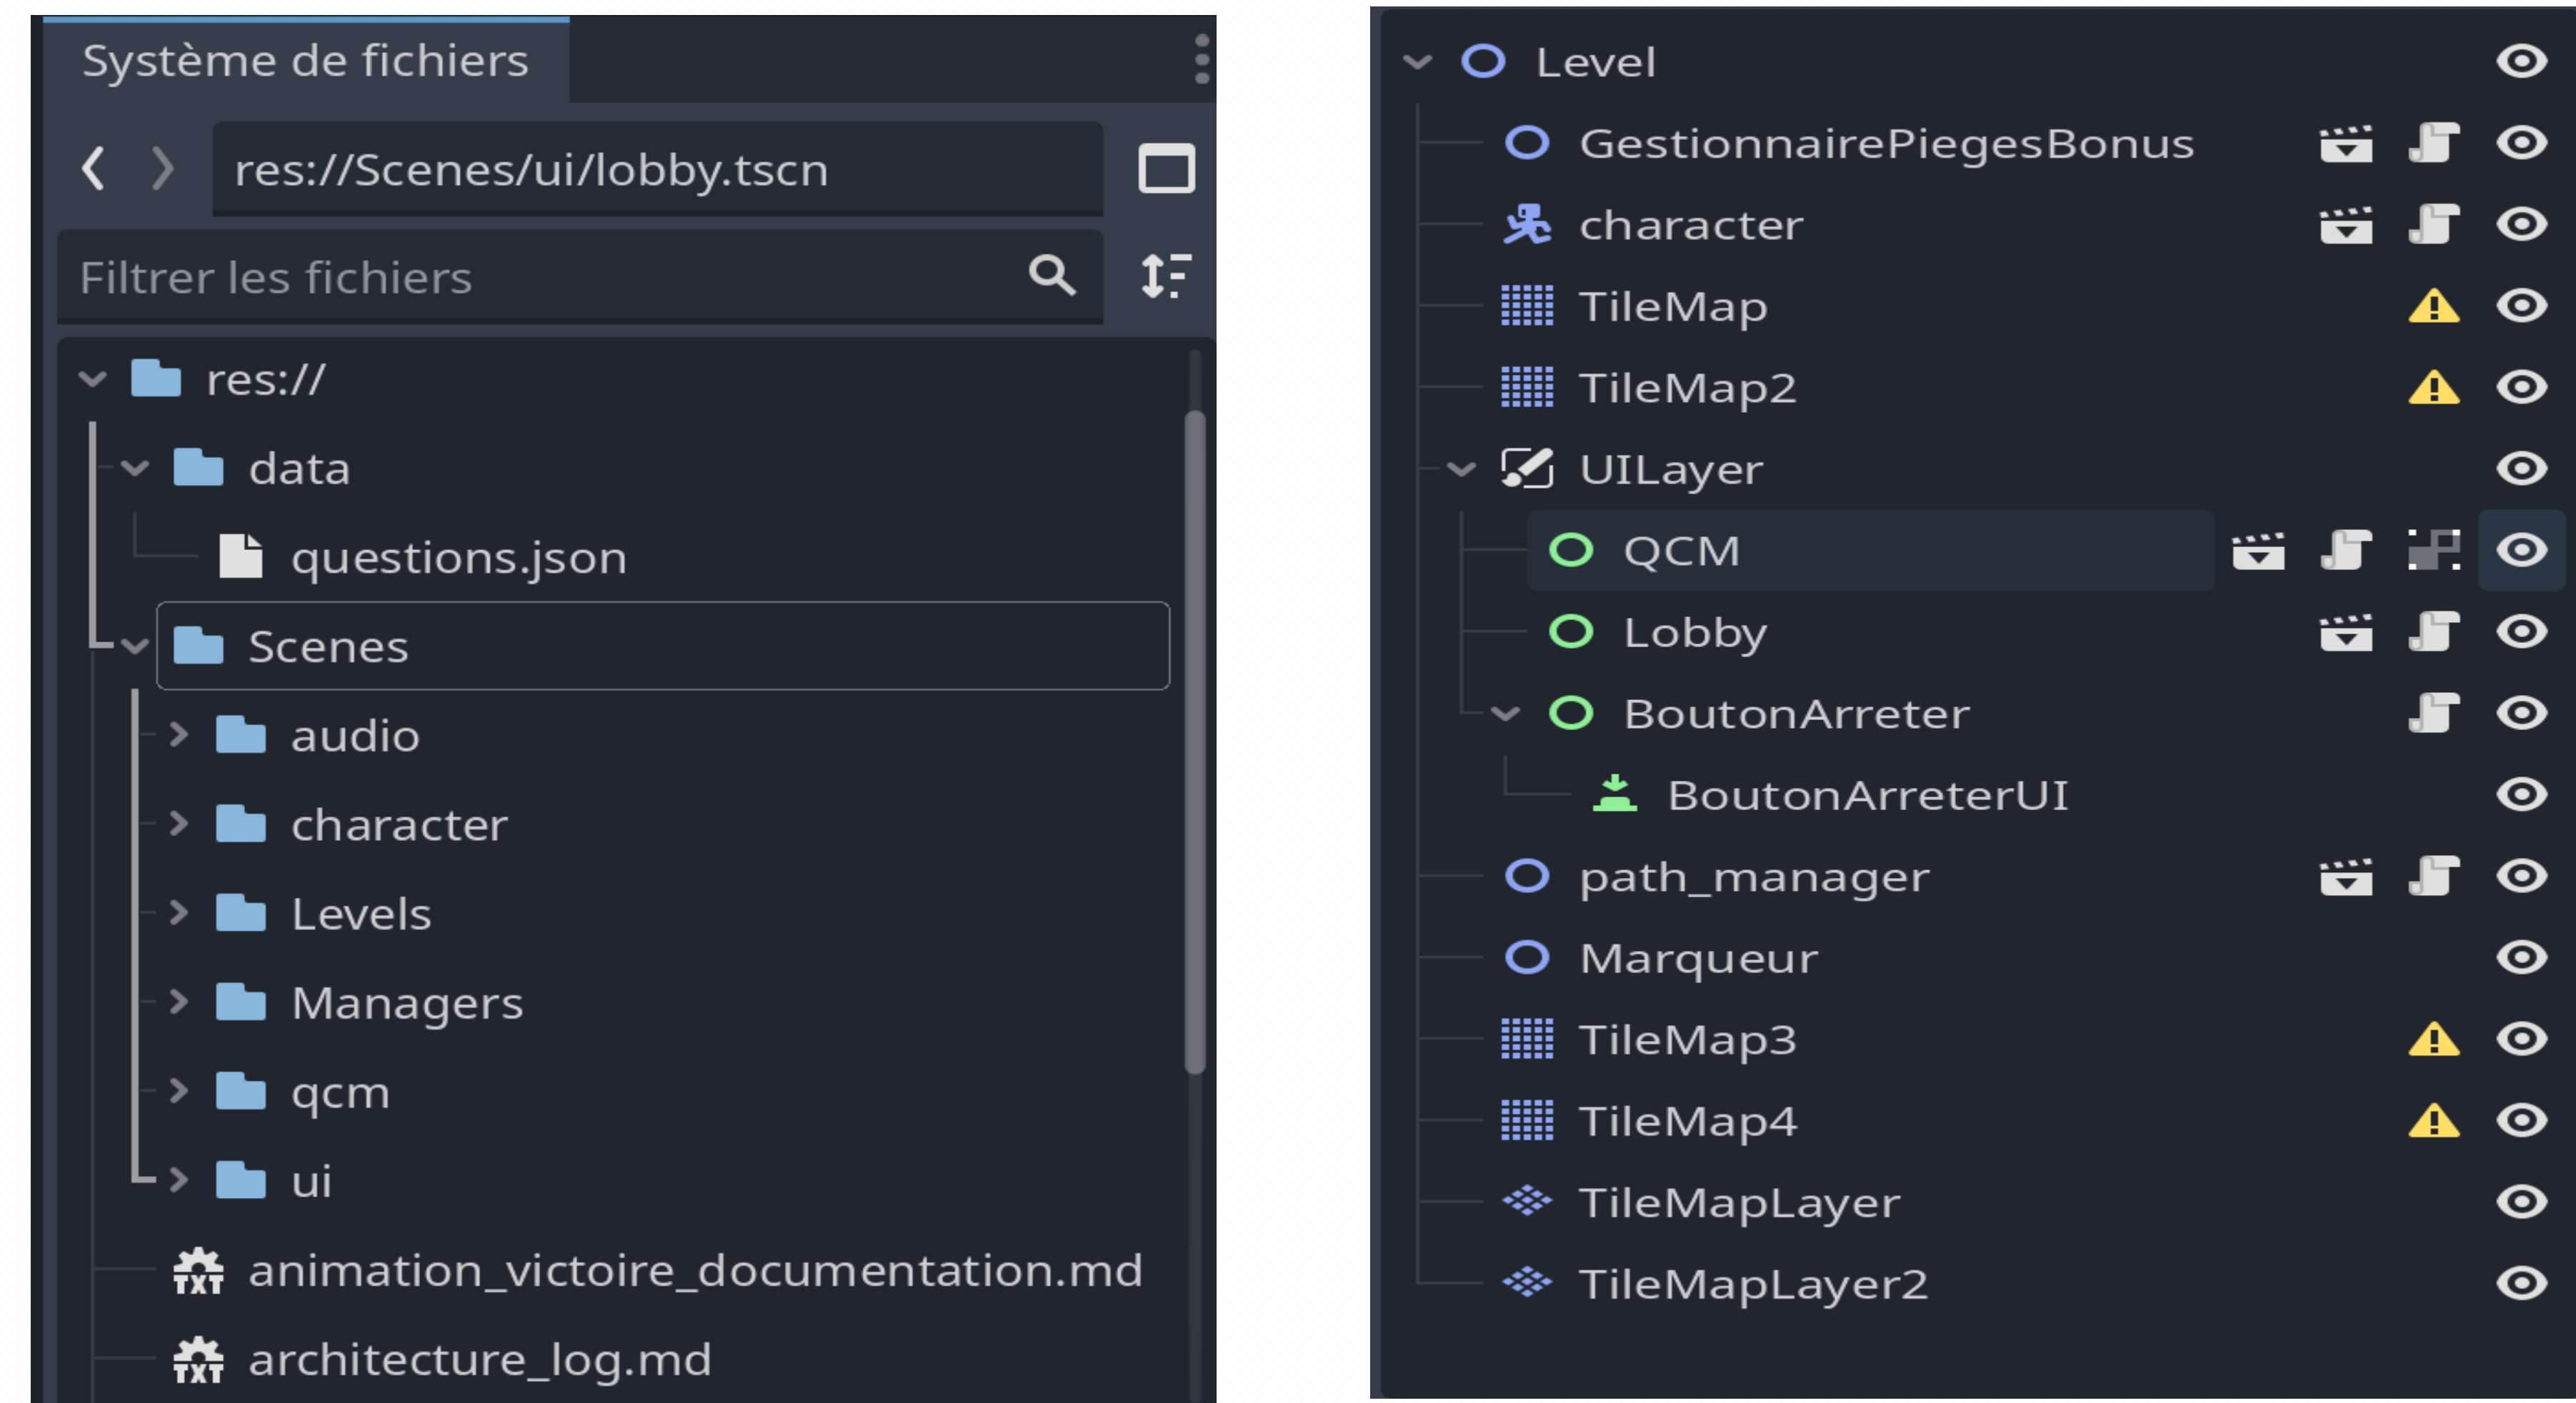 Système de fichiers
res://Scenes/ui/lobby.tscn
Filtrer les fichiers
res://
data
questions.json
Scenes
audio
character
Levels
Managers
qcm
ui
animation_victoire_documentation.md
architecture_log.md
Level
GestionnairePiegesBonus
character
TileMap
TileMap2
UILayer
QCM
Lobby
BoutonArreter
BoutonArreterUI
path_manager
Marqueur
TileMap3
TileMap4
TileMapLayer
TileMapLayer2